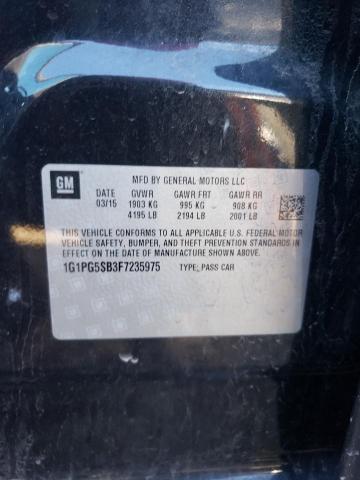 GM
MFD BY GENERAL MOTORS LLC
DATE GVWR GAWR FRT GAWR RR
03/15 1903 KG 995 KG 908 KG
4195 LB 2194 LB 2001 LB
THIS VEHICLE CONFORMS TO ALL APPLICABLE U.S. FEDERAL MOTOR
VEHICLE SAFETY, BUMPER, AND THEFT PREVENTION STANDARDS IN
EFFECT ON THE DATE OF MANUFACTURE SHOWN ABOVE.
1G1PG5SB3F7235975 TYPE: PASS CAR